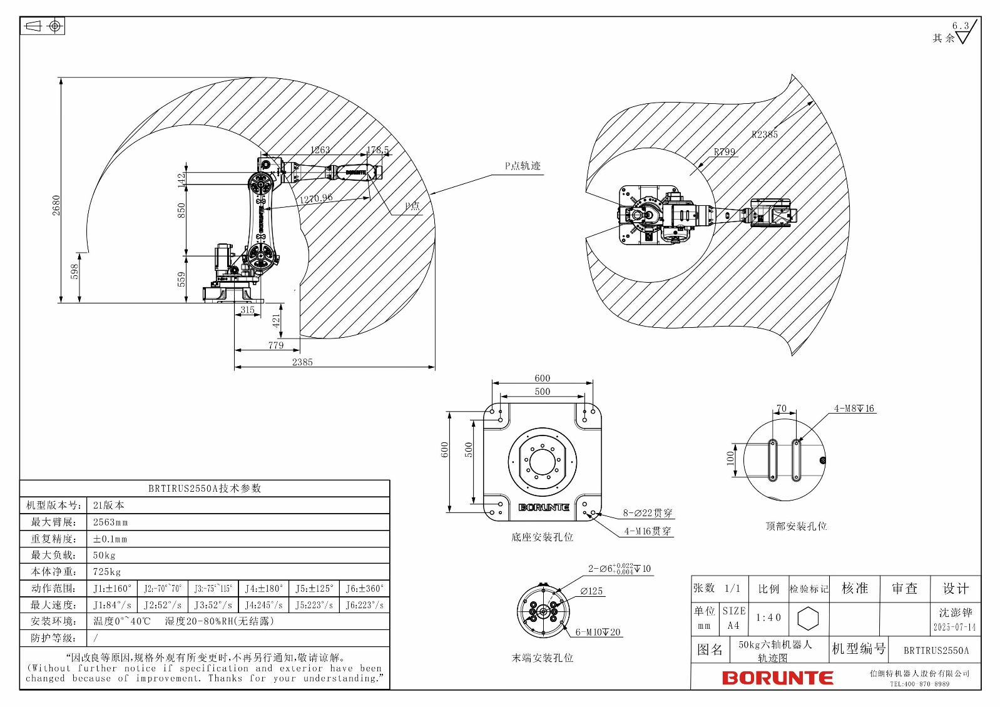 6.3
其余
2680
598
142
850
559
1263
178.5
1270.96
P点
P点轨迹
BORUNTE
BORUNTE
315
421
779
2385
R2385
R799
600
500
600
500
BORUNTE
8-∅22贯穿
4-M16贯穿
底座安装孔位
70
4-M8↧16
100
顶部安装孔位
2-∅6+0.022+0.004↧10
∅125
6-M10↧20
末端安装孔位
BRTIRUS2550A技术参数
机型版本号: 21版本
最大臂展: 2563mm
重复精度: ±0.1mm
最大负载: 50kg
本体净重: 725kg
动作范围: J1:±160° J2:-70°~70° J3:-75°~115° J4:±180° J5:±125° J6:±360°
最大速度: J1:84°/s J2:52°/s J3:52°/s J4:245°/s J5:223°/s J6:223°/s
安装环境: 温度0°~40℃ 湿度20-80%RH(无结露)
防护等级: /
“因改良等原因,规格外观有所变更时,不再另行通知,敬请谅解。
(Without further notice if specification and exterior have been
changed because of improvement. Thanks for your understanding.”
张数 1/1 比例 检验标记 核准 审查 设计
单位 mm SIZE A4 1:40 沈澎铧 2025-07-14
图名 50kg六轴机器人 轨迹图 机型编号 BRTIRUS2550A
BORUNTE 伯朗特机器人股份有限公司
TEL:400-870-8989